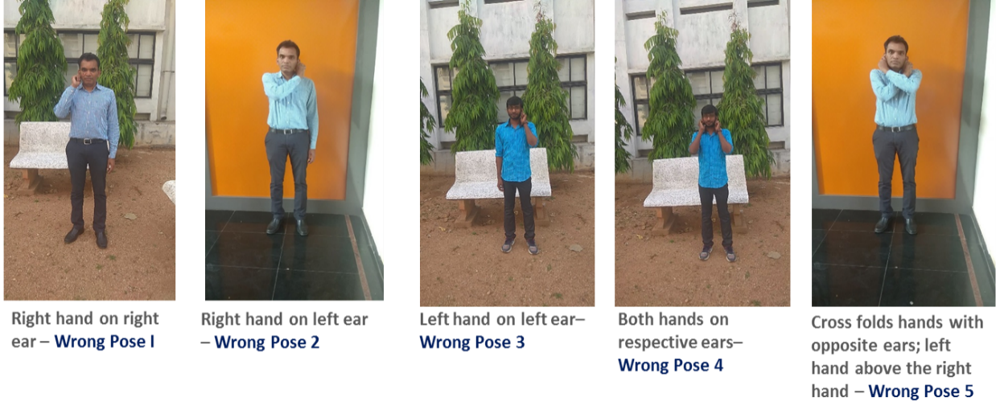 Right hand on right
ear – Wrong Pose I
Right hand on left ear
– Wrong Pose 2
Left hand on left ear–
Wrong Pose 3
Both hands on
respective ears–
Wrong Pose 4
Cross folds hands with
opposite ears; left
hand above the right
hand – Wrong Pose 5